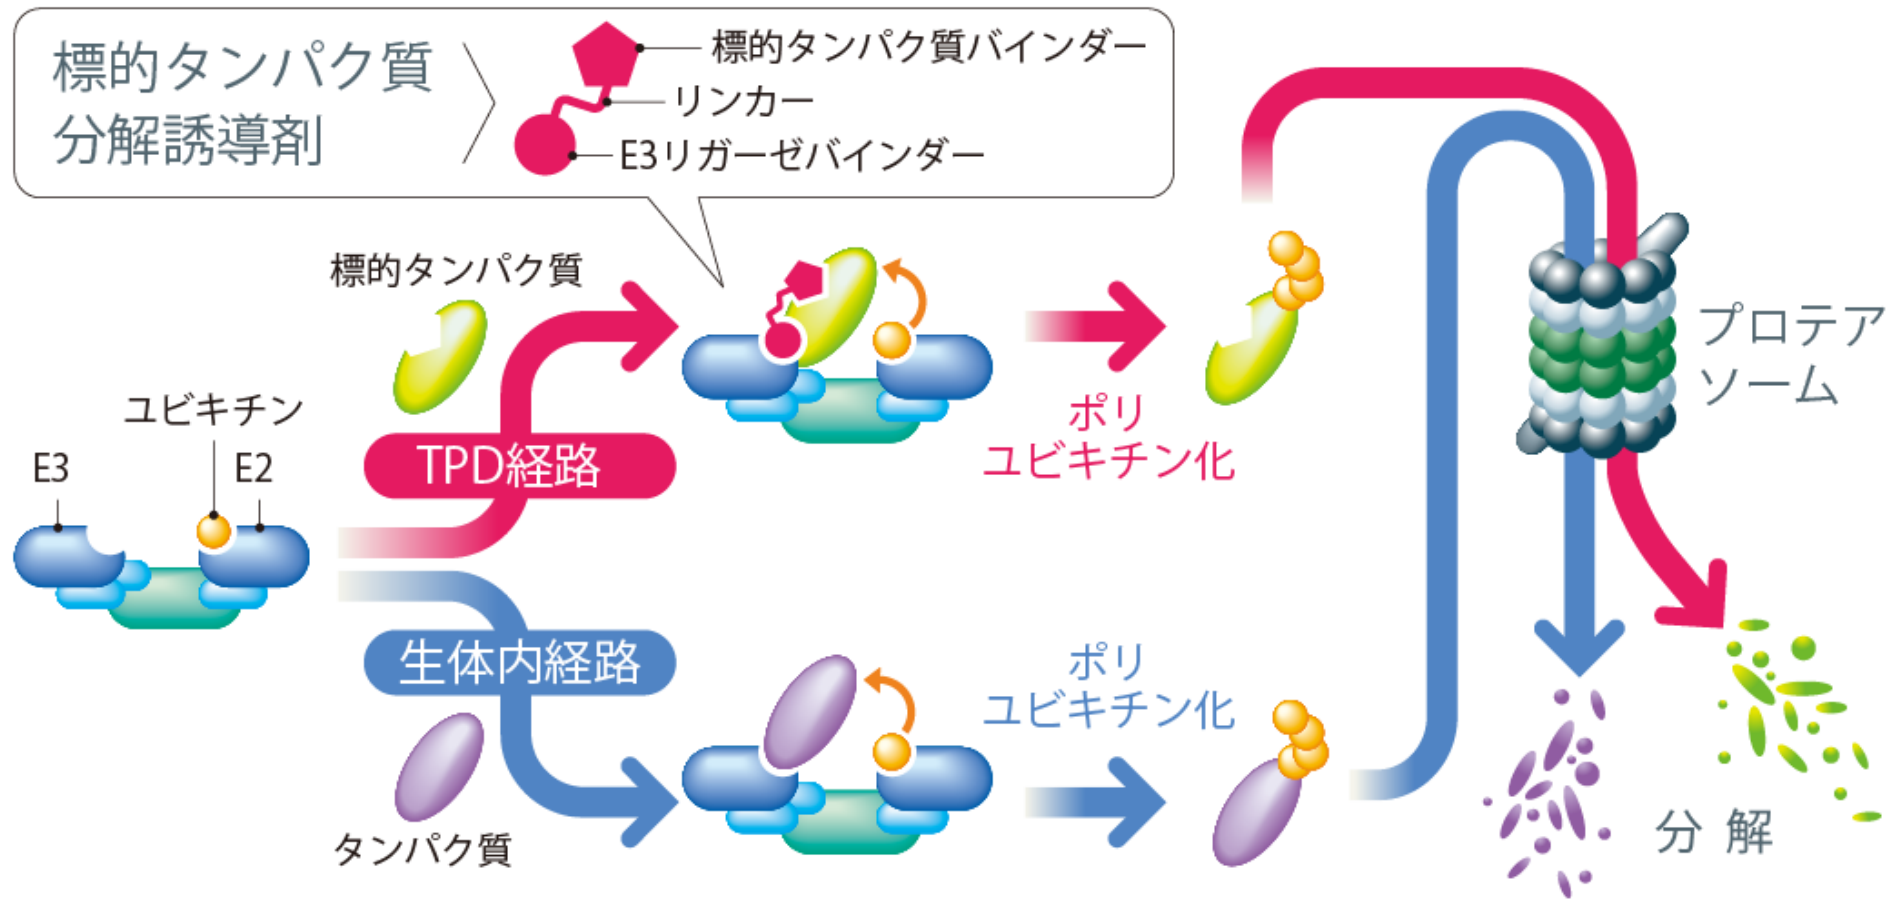 標的タンパク質
分解誘導剤
標的タンパク質バインダー
リンカー
E3リガーゼバインダー
標的タンパク質
ユビキチン
E3
E2
TPD経路
ポリ
ユビキチン化
プロテア
ソーム
生体内経路
タンパク質
ポリ
ユビキチン化
分 解